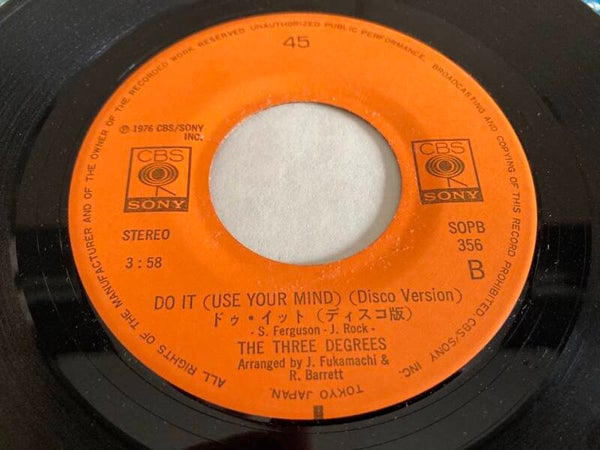 45
ALL RIGHTS OF THE MANUFACTURER AND OF THE OWNER OF THE RECORDED WORK RESERVED UNAUTHORIZED PUBLIC PERFORMANCE, BROADCASTING AND COPYING OF THIS RECORD PROHIBITED CBS/SONY INC.
℗ 1976 CBS/SONY
INC.
CBS
SONY
CBS
SONY
STEREO
3:58
SOPB
356
B
DO IT (USE YOUR MIND) (Disco Version)
ドゥ・イット (ディスコ版)
- S. Ferguson - J. Rock -
THE THREE DEGREES
Arranged by J. Fukamachi &
R. Barrett
TOKYO JAPAN.